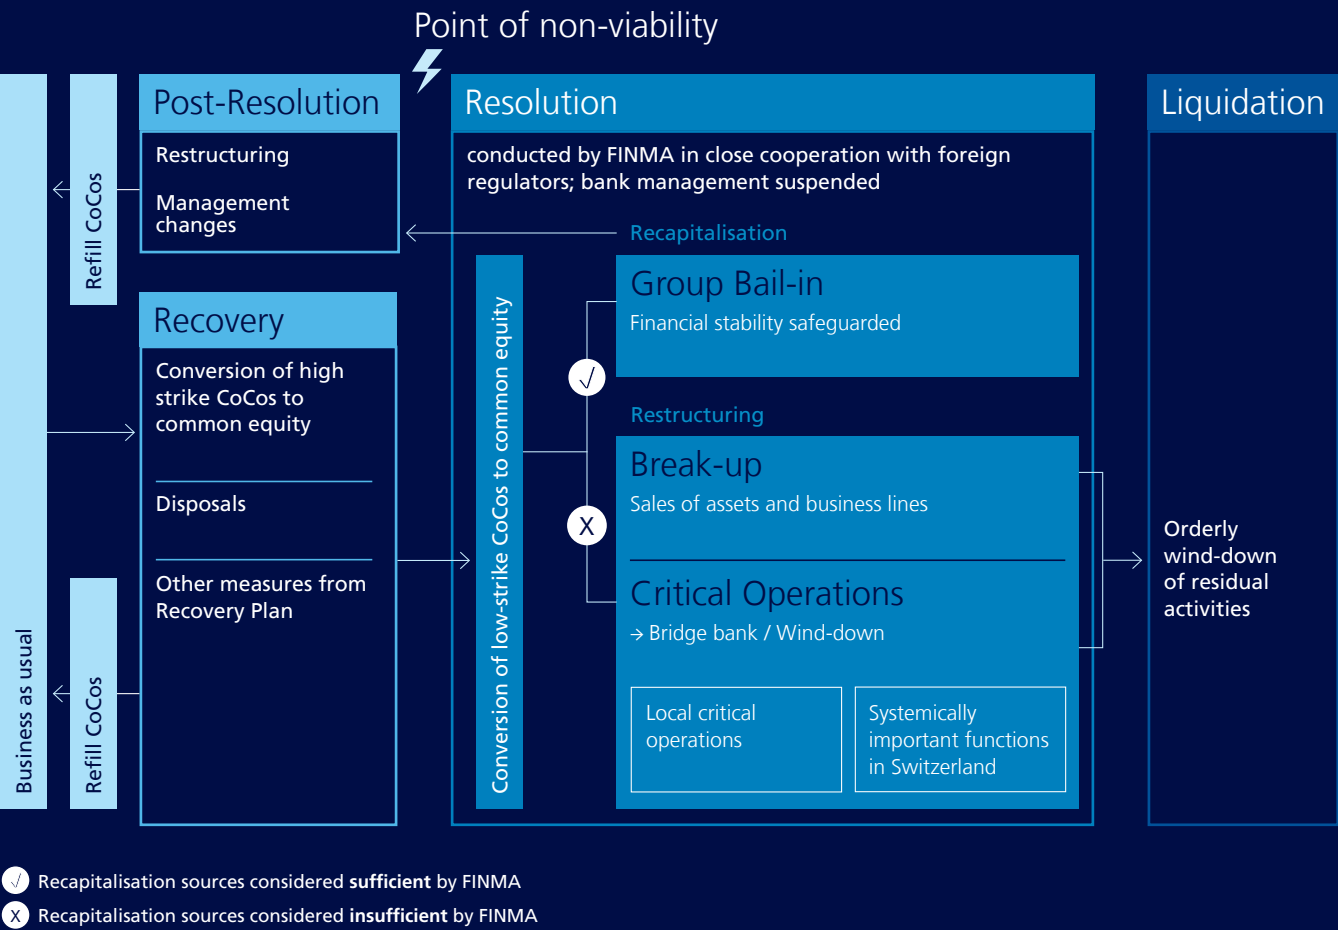 Point of non-viability
Business as usual
Refill CoCos
Post-Resolution
Restructuring
Management
changes
Recovery
Conversion of high
strike CoCos to
common equity
Disposals
Other measures from
Recovery Plan
Refill CoCos
Resolution
conducted by FINMA in close cooperation with foreign
regulators; bank management suspended
Conversion of low-strike CoCos to common equity
√
X
Recapitalisation
Group Bail-in
Financial stability safeguarded
Restructuring
Break-up
Sales of assets and business lines
Critical Operations
→ Bridge bank / Wind-down
Local critical
operations
Systemically
important functions
in Switzerland
Liquidation
Orderly
wind-down
of residual
activities
√ Recapitalisation sources considered sufficient by FINMA
X Recapitalisation sources considered insufficient by FINMA